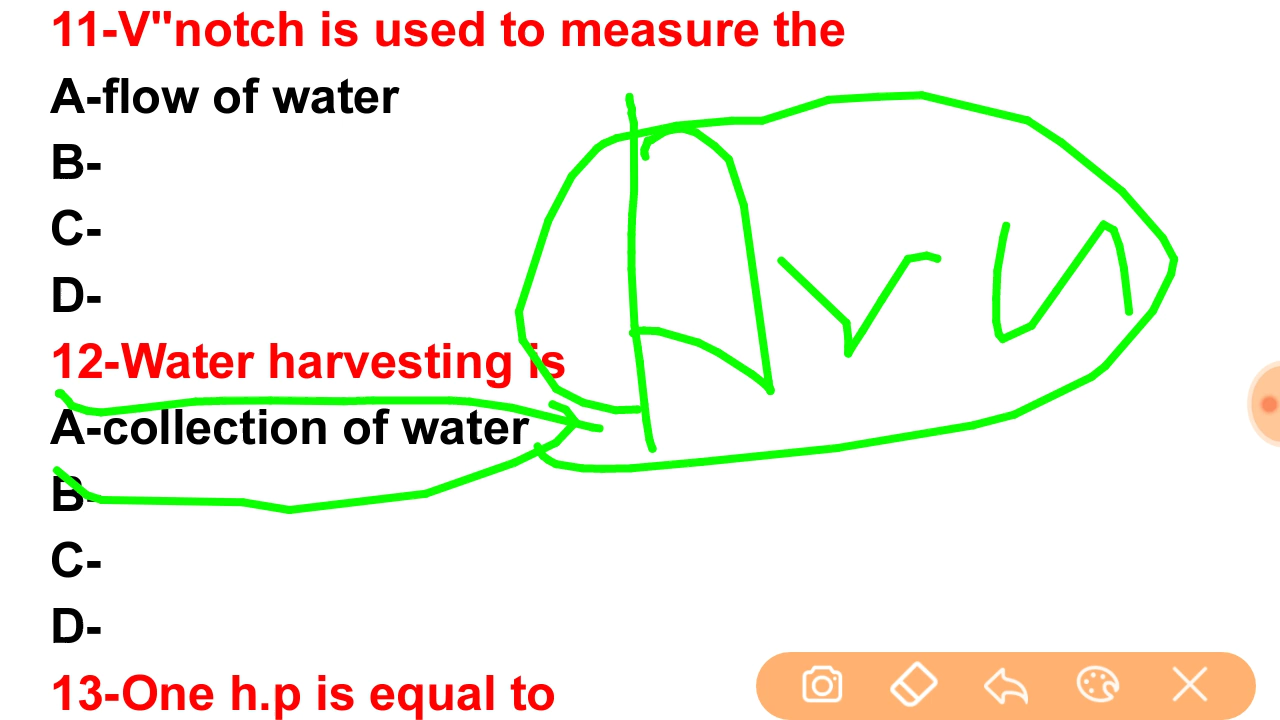 11-V"notch is used to measure the
A-flow of water
B-
C-
D-
12-Water harvesting is
A-collection of water
B-
C-
D-
13-One h.p is equal to